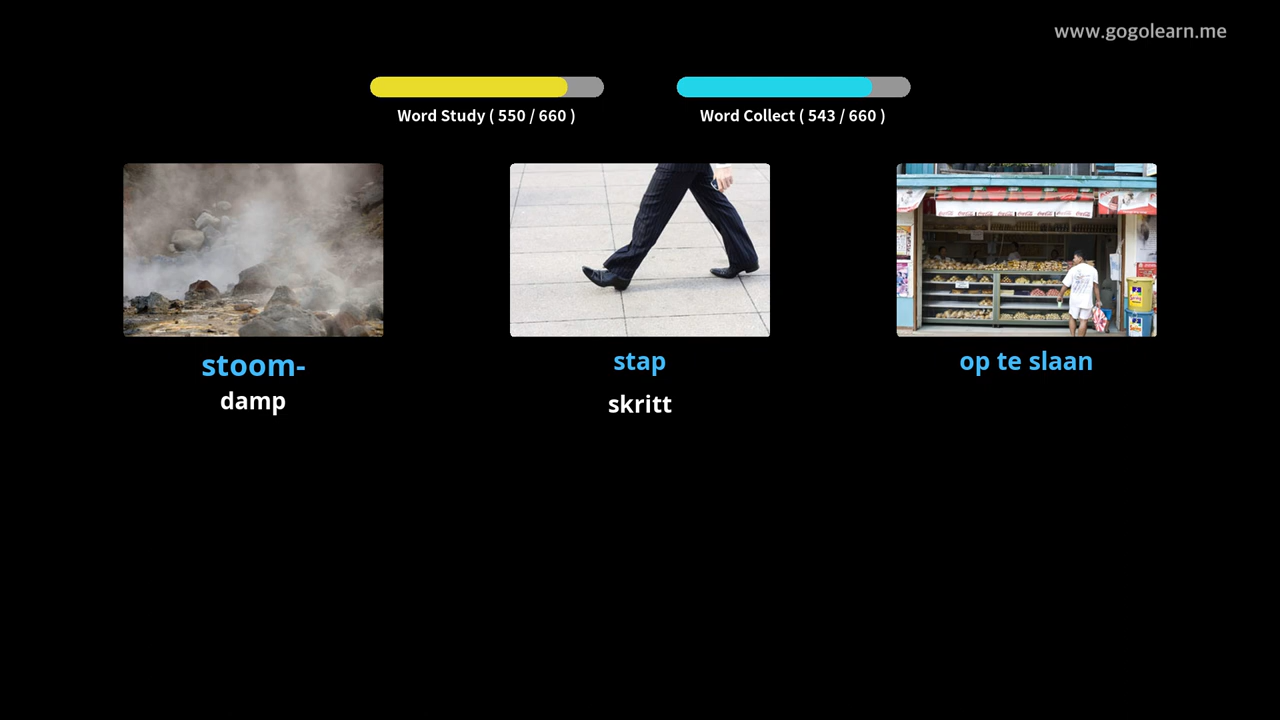 www.gogolearn.me
Word Study ( 550 / 660 )
Word Collect ( 543 / 660 )
stoom-
damp
stap
skritt
op te slaan